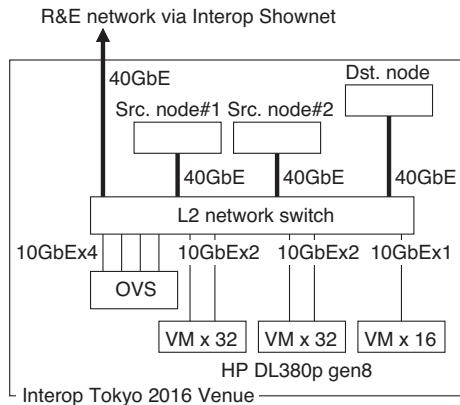 R&E network via Interop Shownet
40GbE
Dst. node
Src. node#1 Src. node#2
40GbE 40GbE 40GbE
L2 network switch
10GbEx4 10GbEx2 10GbEx2 10GbEx1
OVS
VM x 32 VM x 32 VM x 16
HP DL380p gen8
Interop Tokyo 2016 Venue